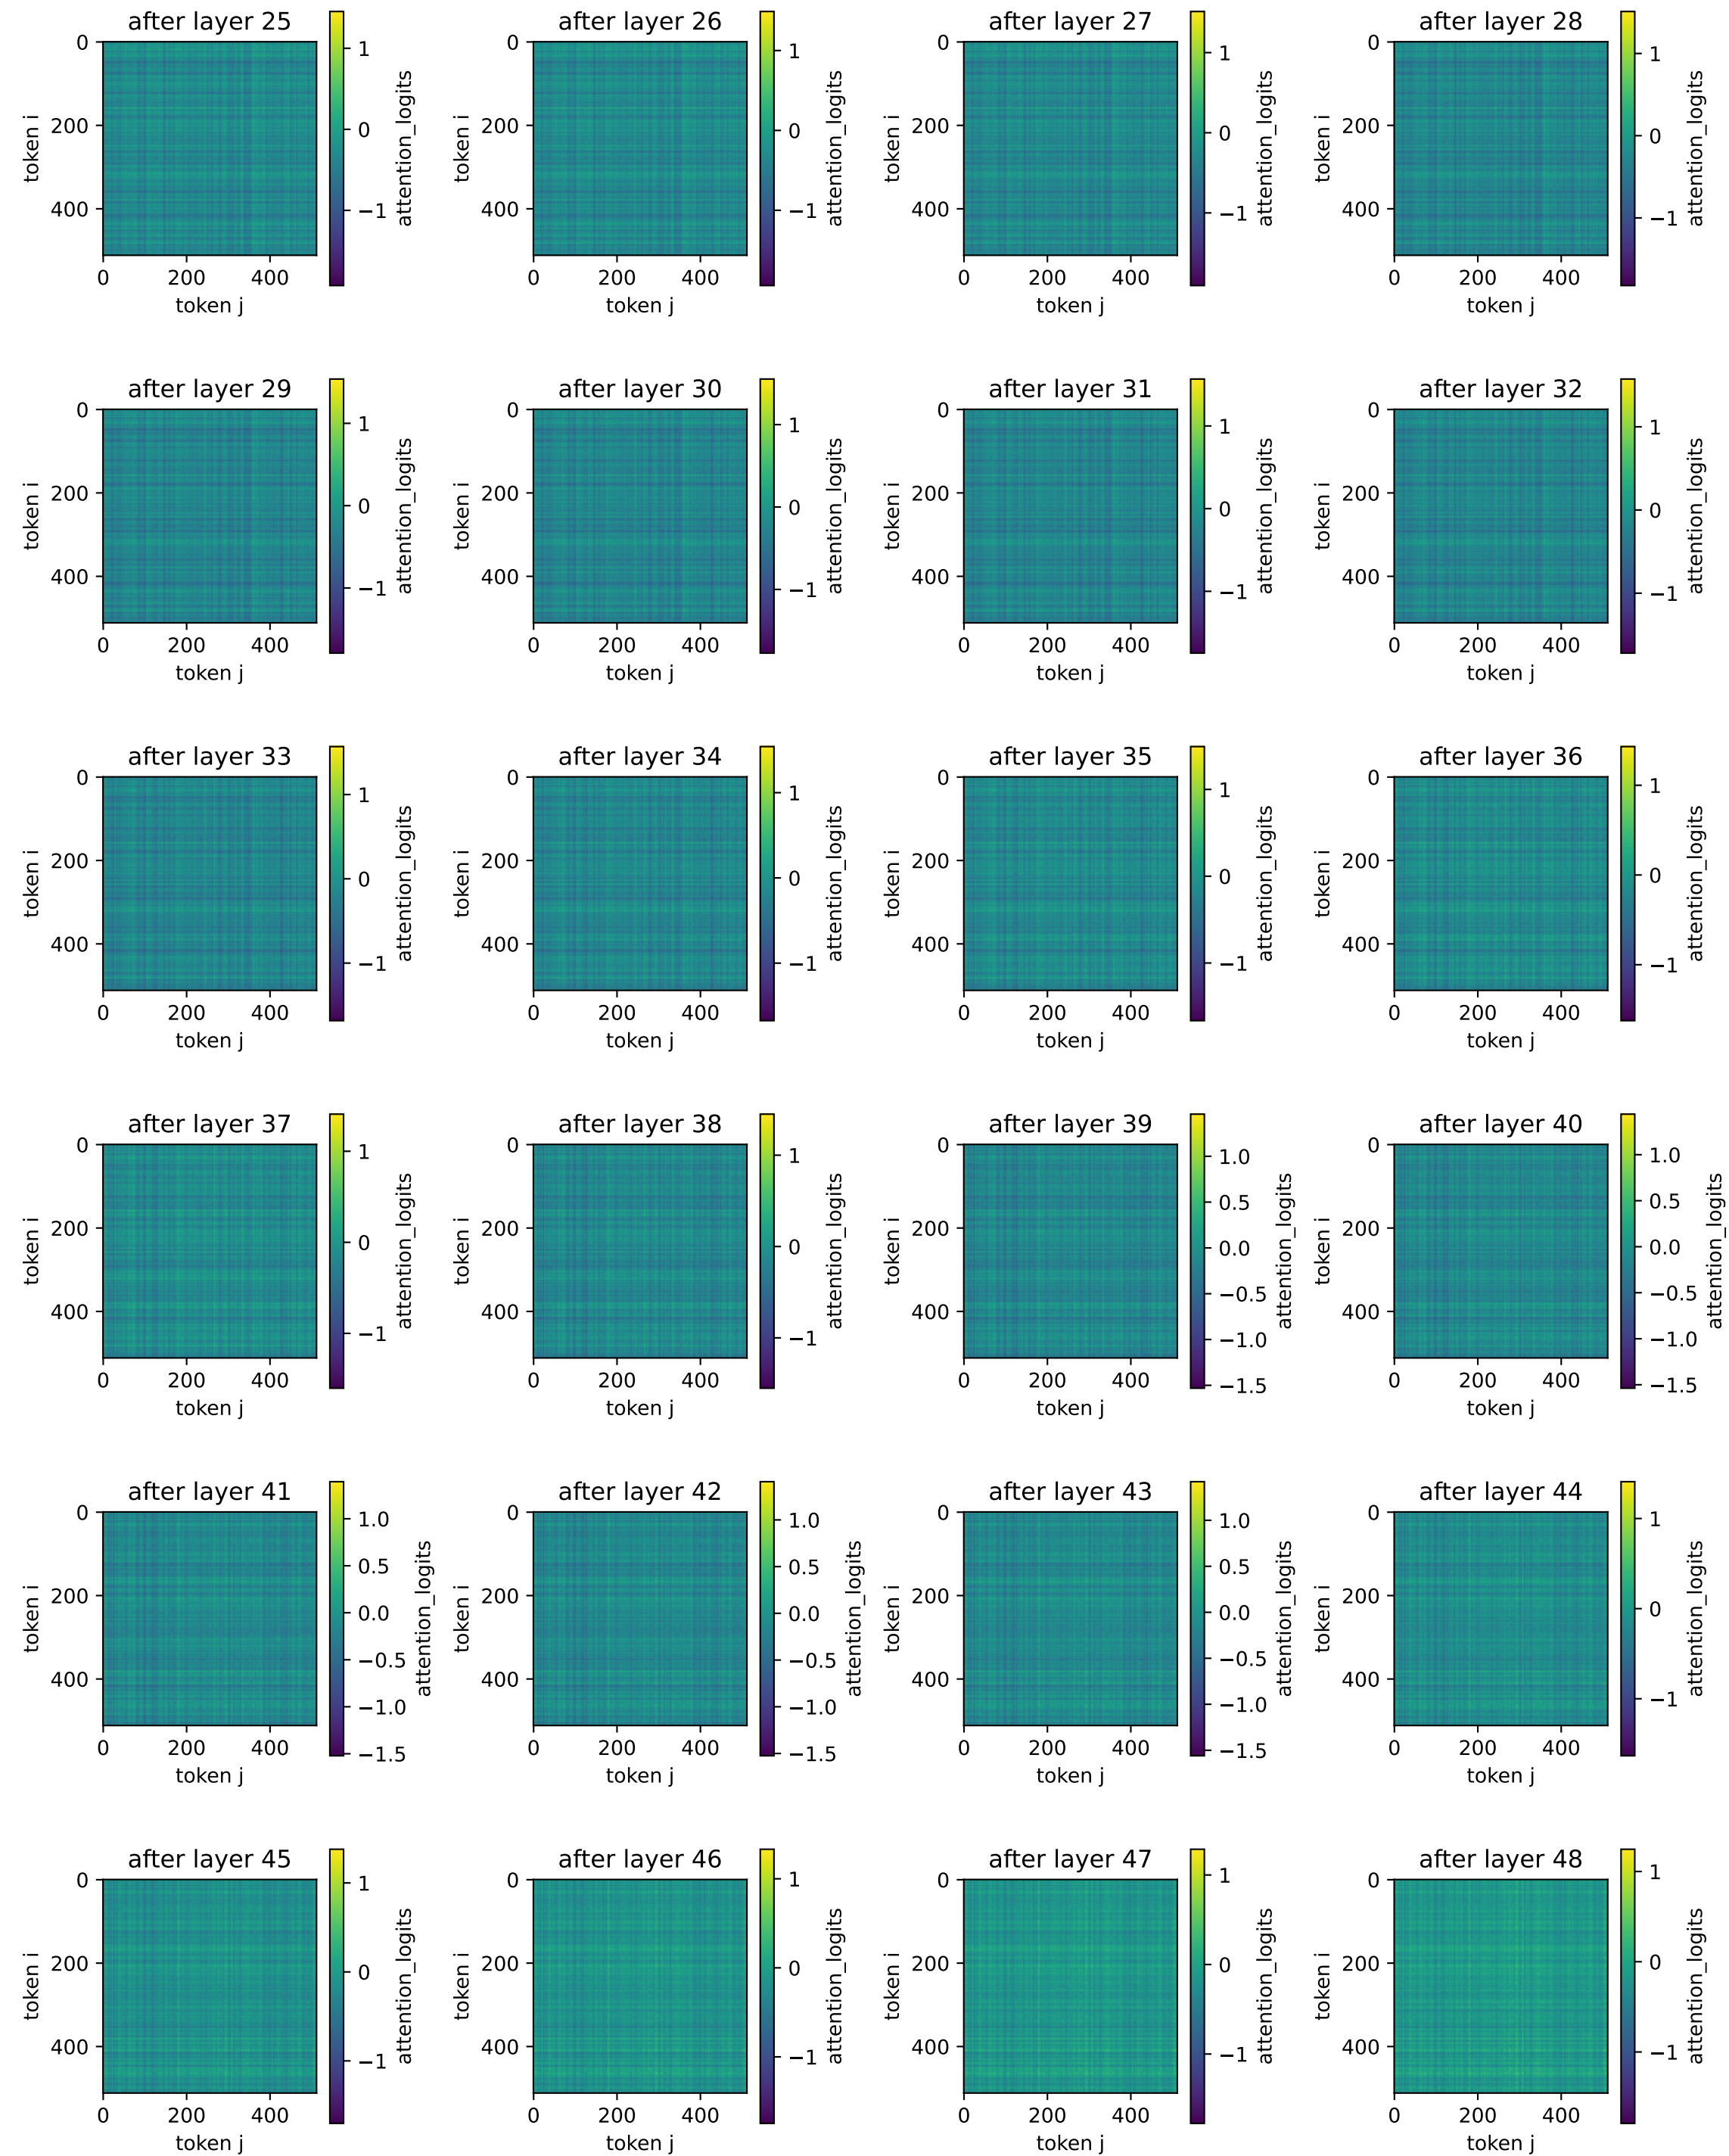 after layer 25
0
200
400
token i
0 200 400
token j
1
0
−1
attention_logits
after layer 26
0
200
400
token i
0 200 400
token j
1
0
−1
attention_logits
after layer 27
0
200
400
token i
0 200 400
token j
1
0
−1
attention_logits
after layer 28
0
200
400
token i
0 200 400
token j
1
0
−1
attention_logits
after layer 29
0
200
400
token i
0 200 400
token j
1
0
−1
attention_logits
after layer 30
0
200
400
token i
0 200 400
token j
1
0
−1
attention_logits
after layer 31
0
200
400
token i
0 200 400
token j
1
0
−1
attention_logits
after layer 32
0
200
400
token i
0 200 400
token j
1
0
−1
attention_logits
after layer 33
0
200
400
token i
0 200 400
token j
1
0
−1
attention_logits
after layer 34
0
200
400
token i
0 200 400
token j
1
0
−1
attention_logits
after layer 35
0
200
400
token i
0 200 400
token j
1
0
−1
attention_logits
after layer 36
0
200
400
token i
0 200 400
token j
1
0
−1
attention_logits
after layer 37
0
200
400
token i
0 200 400
token j
1
0
−1
attention_logits
after layer 38
0
200
400
token i
0 200 400
token j
1
0
−1
attention_logits
after layer 39
0
200
400
token i
0 200 400
token j
1.0
0.5
0.0
−0.5
−1.0
−1.5
attention_logits
after layer 40
0
200
400
token i
0 200 400
token j
1.0
0.5
0.0
−0.5
−1.0
−1.5
attention_logits
after layer 41
0
200
400
token i
0 200 400
token j
1.0
0.5
0.0
−0.5
−1.0
−1.5
attention_logits
after layer 42
0
200
400
token i
0 200 400
token j
1.0
0.5
0.0
−0.5
−1.0
−1.5
attention_logits
after layer 43
0
200
400
token i
0 200 400
token j
1.0
0.5
0.0
−0.5
−1.0
−1.5
attention_logits
after layer 44
0
200
400
token i
0 200 400
token j
1
0
−1
attention_logits
after layer 45
0
200
400
token i
0 200 400
token j
1
0
−1
attention_logits
after layer 46
0
200
400
token i
0 200 400
token j
1
0
−1
attention_logits
after layer 47
0
200
400
token i
0 200 400
token j
1
0
−1
attention_logits
after layer 48
0
200
400
token i
0 200 400
token j
1
0
−1
attention_logits